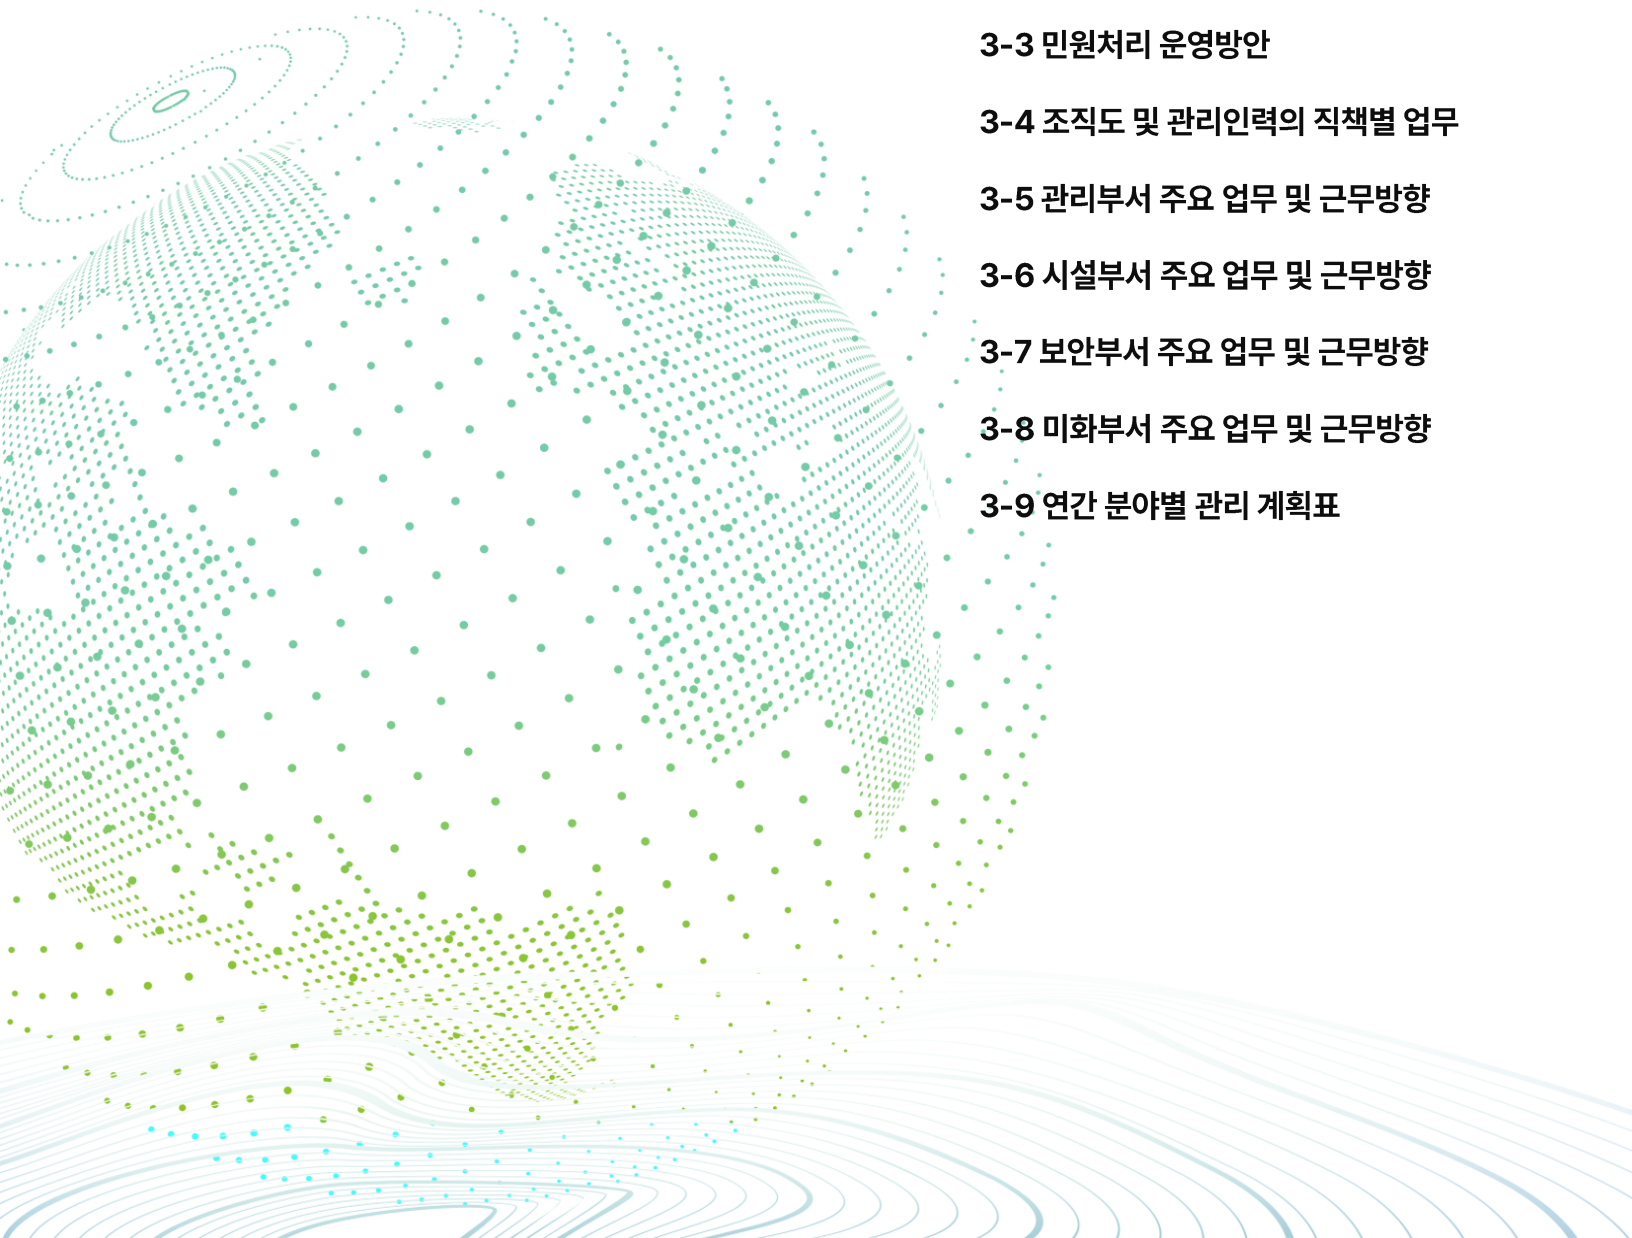 3-3 민원처리 운영방안
3-4 조직도 및 관리인력의 직책별 업무
3-5 관리부서 주요 업무 및 근무방향
3-6 시설부서 주요 업무 및 근무방향
3-7 보안부서 주요 업무 및 근무방향
3-8 미화부서 주요 업무 및 근무방향
3-9 연간 분야별 관리 계획표